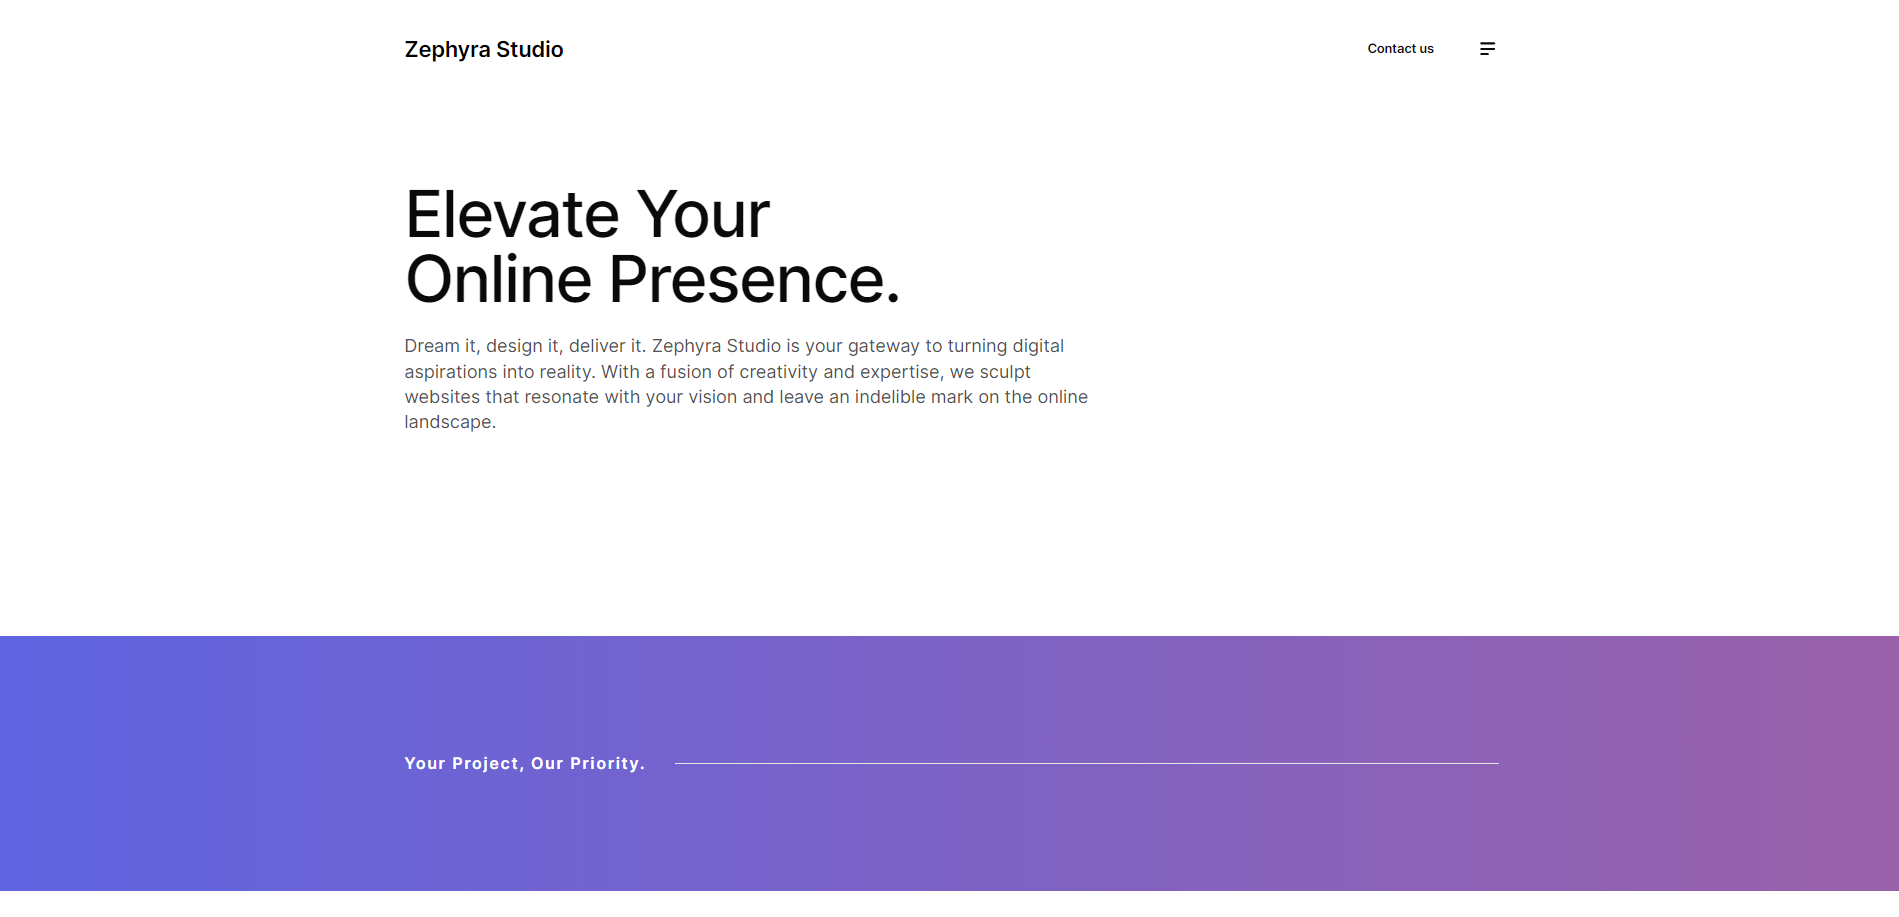 Zephyra Studio
Contact us
Elevate Your
Online Presence.
Dream it, design it, deliver it. Zephyra Studio is your gateway to turning digital
aspirations into reality. With a fusion of creativity and expertise, we sculpt
websites that resonate with your vision and leave an indelible mark on the online
landscape.
Your Project, Our Priority.